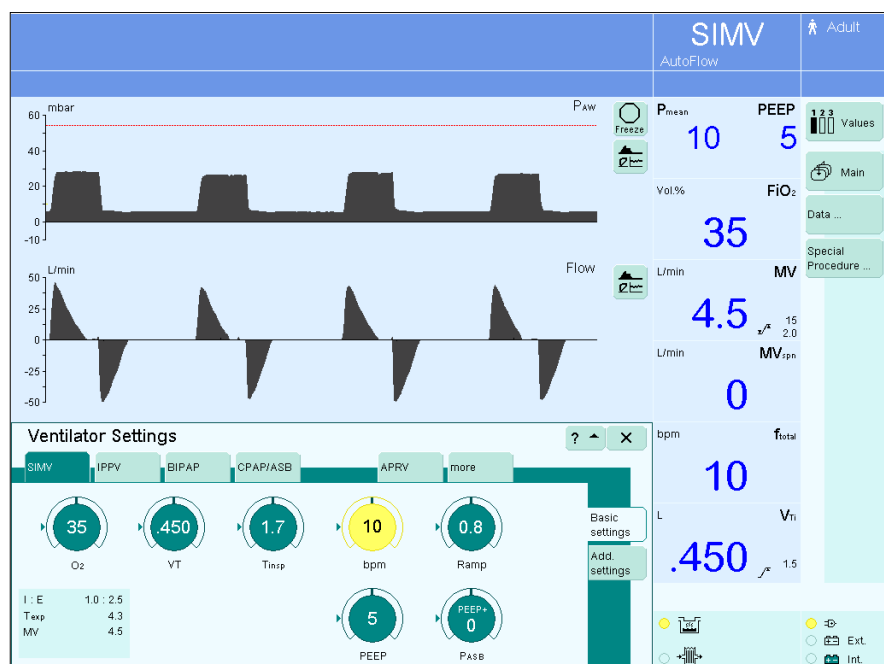 SIMV
AutoFlow
Adult
mbar
PAW
60
40
20
0
-10
Freeze
Pmean
PEEP
10
5
1 2 3
Values
Main
Data ...
Special
Procedure ...
Vol.%
FiO2
35
L/min
Flow
50
25
0
-25
-50
L/min
MV
4.5
15
2.0
L/min
MVspn
0
bpm
ftotal
10
L
VTi
.450
1.5
Ventilator Settings
?
SIMV
IPPV
BIPAP
CPAP/ASB
APRV
more
Basic
settings
Add.
settings
35
.450
1.7
10
0.8
O2
VT
Tinsp
bpm
Ramp
I : E 1.0 : 2.5
Texp 4.3
MV 4.5
5
PEEP+
0
PEEP
PASB
Ext.
Int.